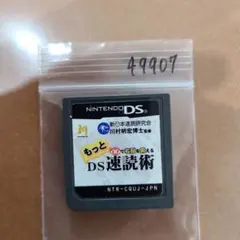 49907
NINTENDO DS
新日本速読研究会
川村明宏博士監修
もっと
DS速読術
NTR-CQUJ-JPN